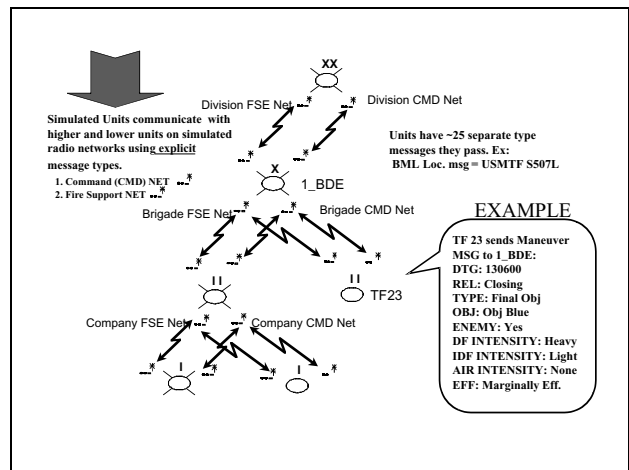 XX
Division FSE Net
Division CMD Net
Simulated Units communicate with
higher and lower units on simulated
radio networks using explicit
message types.
1. Command (CMD) NET
2. Fire Support NET
Units have ~25 separate type
messages they pass. Ex:
BML Loc. msg = USMTF S507L
X
1_BDE
Brigade FSE Net
Brigade CMD Net
EXAMPLE
TF 23 sends Maneuver
MSG to 1_BDE:
DTG: 130600
REL: Closing
TYPE: Final Obj
OBJ: Obj Blue
ENEMY: Yes
DF INTENSITY: Heavy
IDF INTENSITY: Light
AIR INTENSITY: None
EFF: Marginally Eff.
I I
I I
TF23
Company FSE Net
Company CMD Net
I
I